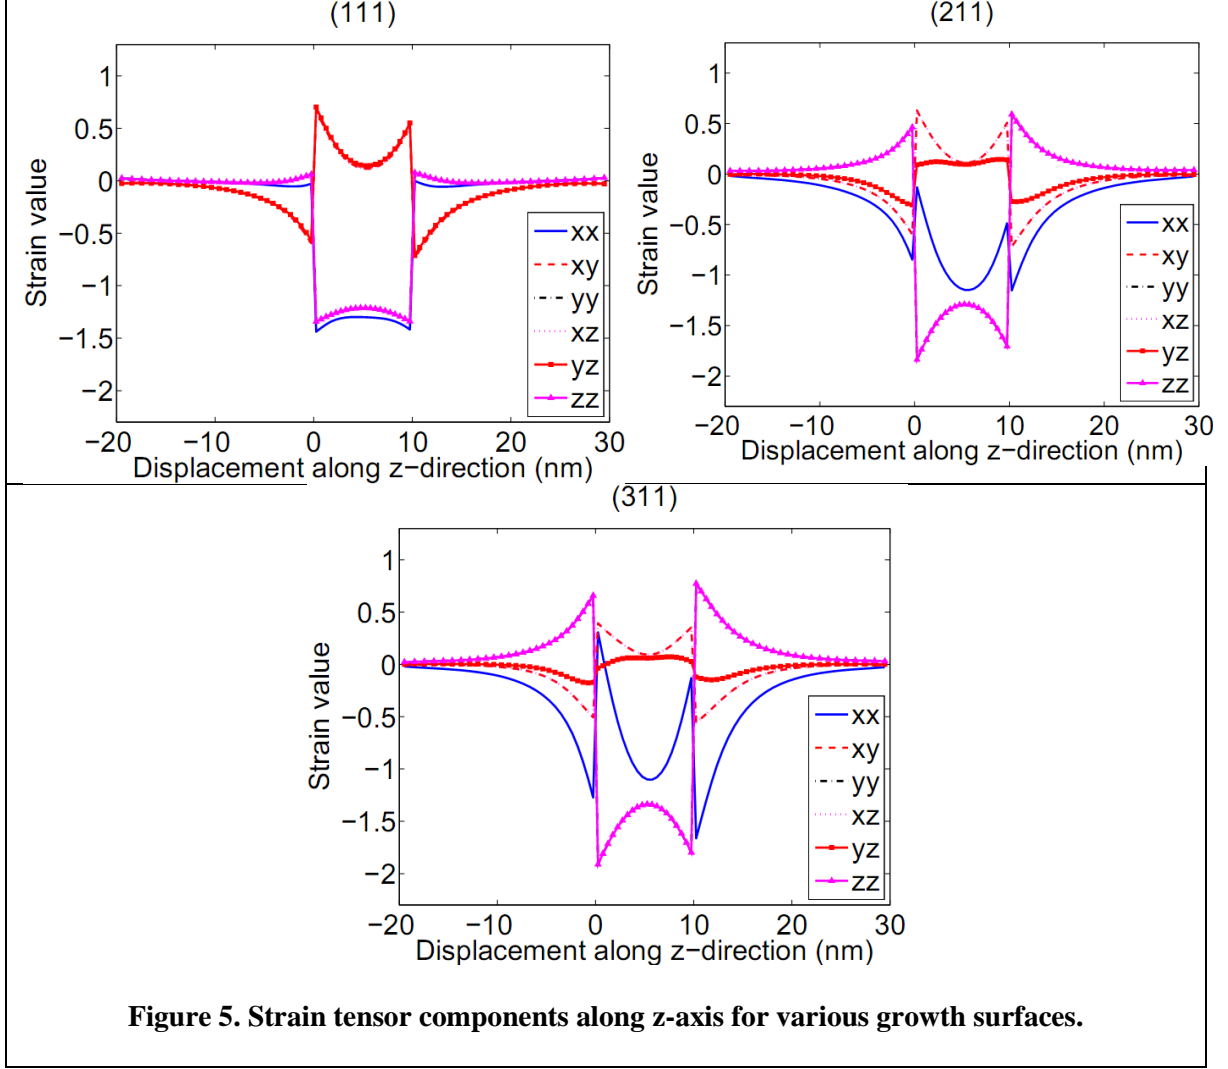 (111)
1
0.5
0
−0.5
−1
−1.5
−2
Strain value
xx
xy
yy
xz
yz
zz
−20 −10 0 10 20 30
Displacement along z−direction (nm)
(211)
1
0.5
0
−0.5
−1
−1.5
−2
Strain value
xx
xy
yy
xz
yz
zz
−20 −10 0 10 20 30
Displacement along z−direction (nm)
(311)
1
0.5
0
−0.5
−1
−1.5
−2
Strain value
xx
xy
yy
xz
yz
zz
−20 −10 0 10 20 30
Displacement along z−direction (nm)
Figure 5. Strain tensor components along z-axis for various growth surfaces.